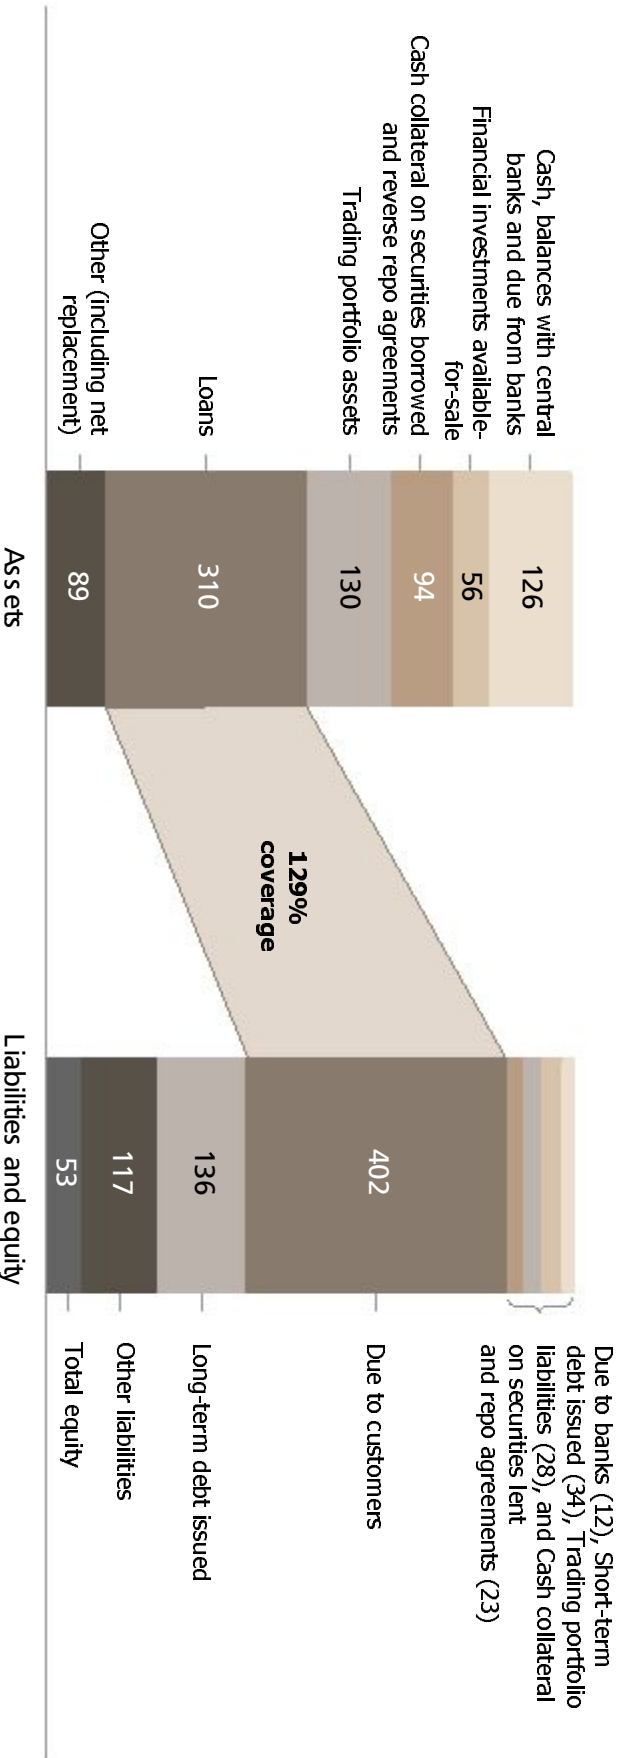 Cash, balances with central
banks and due from banks
Financial investments available-
for-sale
Cash collateral on securities borrowed
and reverse repo agreements
Trading portfolio assets
Loans
Other (including net
replacement)
126
56
94
130
310
89
Assets
129%
coverage
402
136
117
53
Liabilities and equity
Due to banks (12), Short-term
debt issued (34), Trading portfolio
liabilities (28), and Cash collateral
on securities lent
and repo agreements (23)
Due to customers
Long-term debt issued
Other liabilities
Total equity